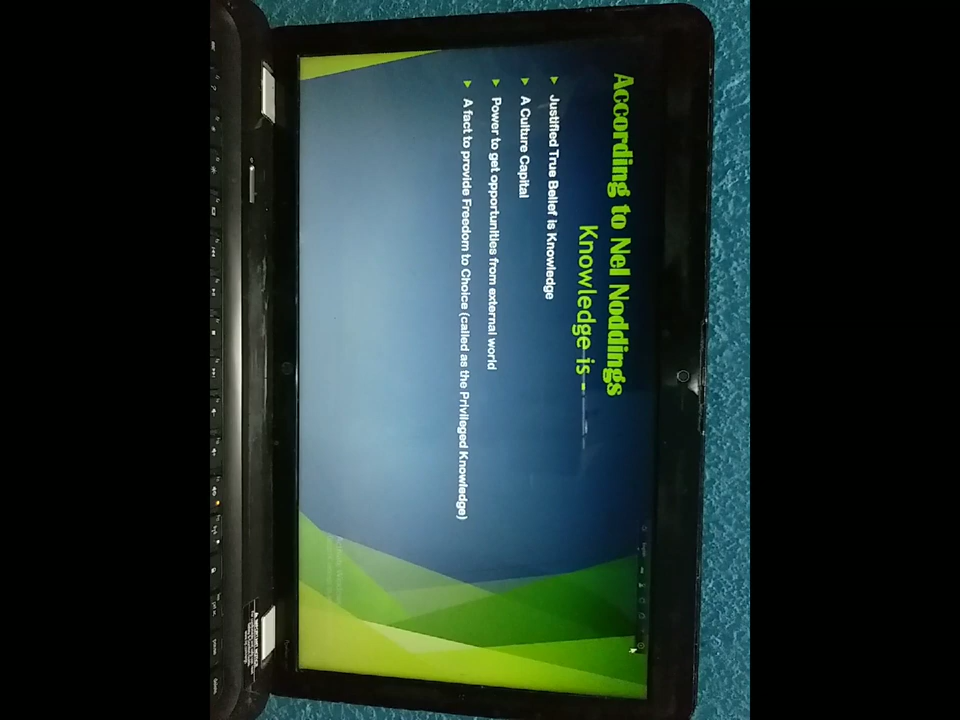 According to Nel Noddings
Knowledge is -
Justified True Belief is Knowledge
A Culture Capital
Power to get opportunities from external world
A fact to provide Freedom to Choice (called as the Privileged Knowledge)